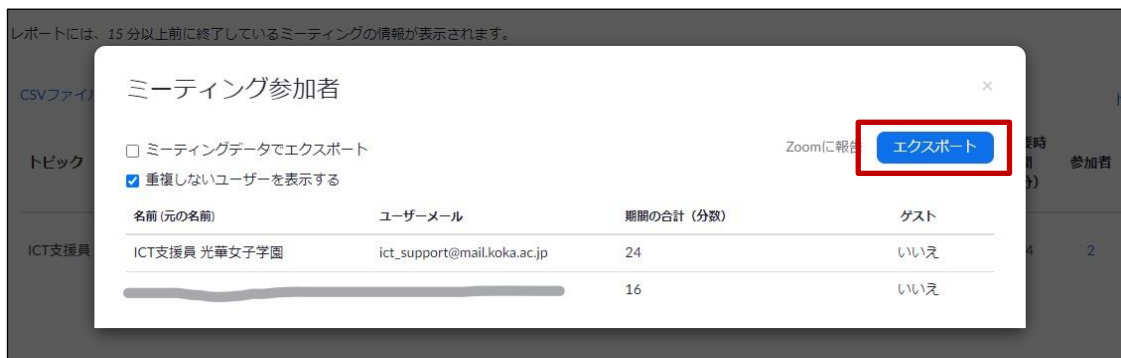 レポートには、15 分以上前に終了しているミーティングの情報が表示されます。
CSVファイル
ミーティング参加者
×
ミーティングデータでエクスポート
Zoomに報告
エクスポート
重複しないユーザーを表示する
トピック
参加者
名前 (元の名前) ユーザーメール 期間の合計（分数） ゲスト
ICT支援員 光華女子学園 ict_support@mail.koka.ac.jp 24 いいえ
16 いいえ
ICT支援員
4
2